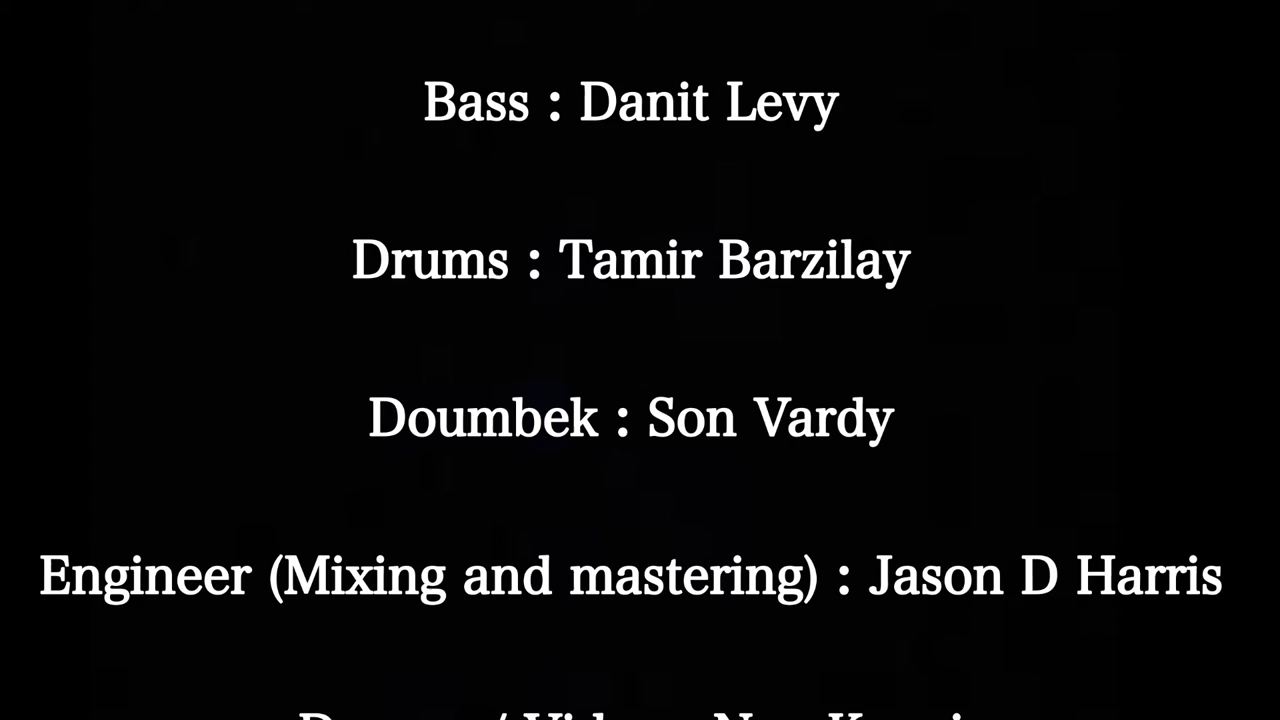 Bass : Danit Levy
Drums : Tamir Barzilay
Doumbek : Son Vardy
Engineer (Mixing and mastering) : Jason D Harris